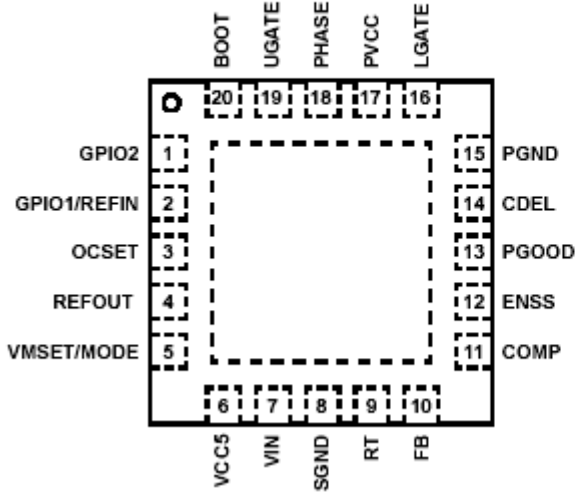 BOOT UGATE PHASE PVCC LGATE
20 19 18 17 16
GPIO2 1 15 PGND
GPIO1/REFIN 2 14 CDEL
OCSET 3 13 PGOOD
REFOUT 4 12 ENSS
VMSET/MODE 5 11 COMP
6 7 8 9 10
VCC5 VIN SGND RT FB